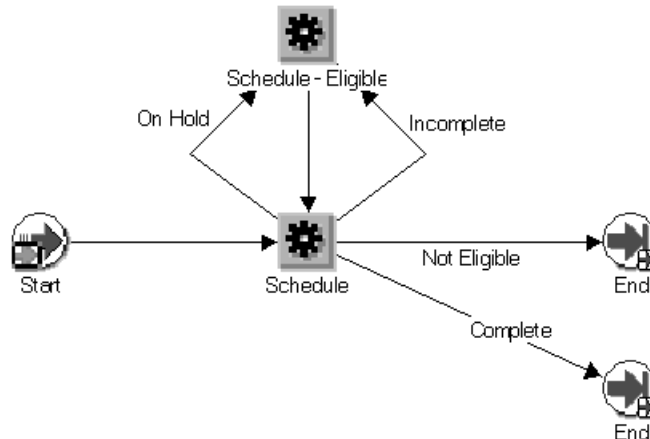 Schedule - Eligible
On Hold
Incomplete
Start
Schedule
Not Eligible
End
Complete
End